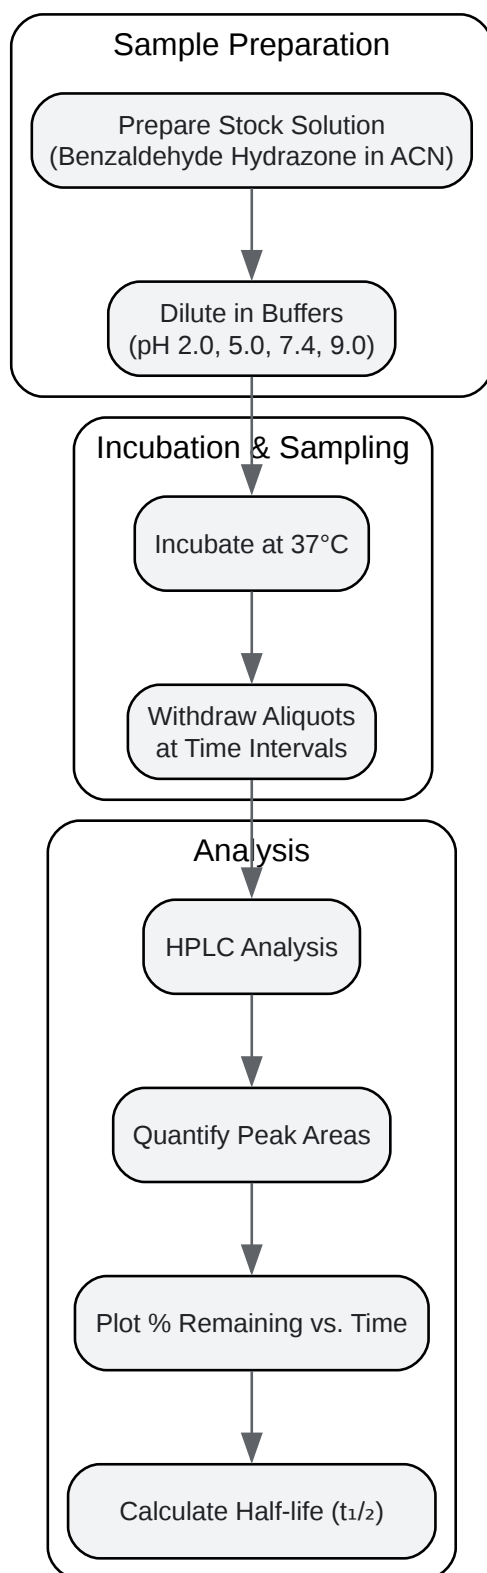 Sample Preparation
Prepare Stock Solution
(Benzaldehyde Hydrazone in ACN)
Dilute in Buffers
(pH 2.0, 5.0, 7.4, 9.0)
Incubation & Sampling
Incubate at 37°C
Withdraw Aliquots
at Time Intervals
Analysis
HPLC Analysis
Quantify Peak Areas
Plot % Remaining vs. Time
Calculate Half-life (t₁/₂)